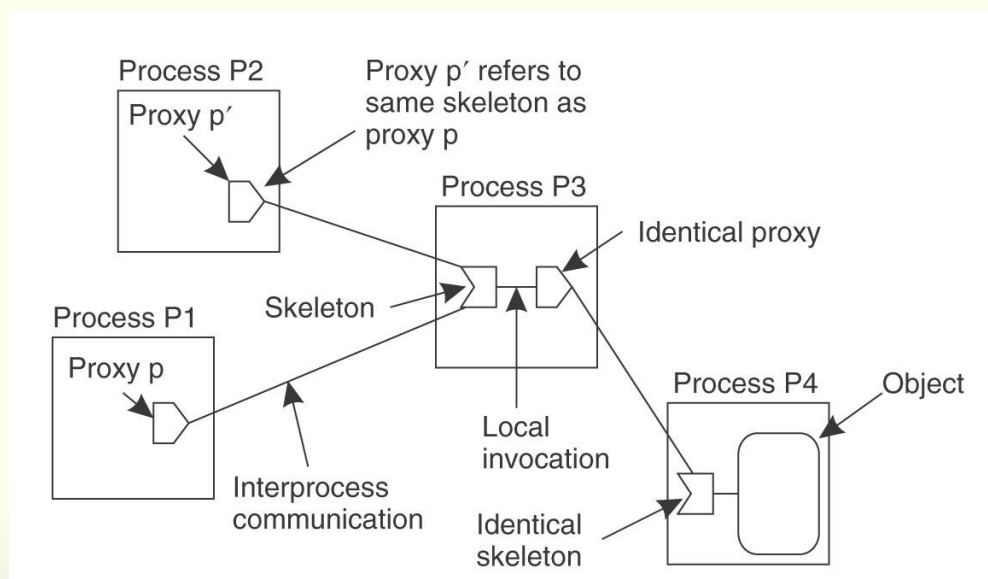 Process P2
Proxy p′
Proxy p′ refers to
same skeleton as
proxy p
Process P3
Identical proxy
Skeleton
Process P1
Proxy p
Interprocess
communication
Local
invocation
Process P4
Object
Identical
skeleton